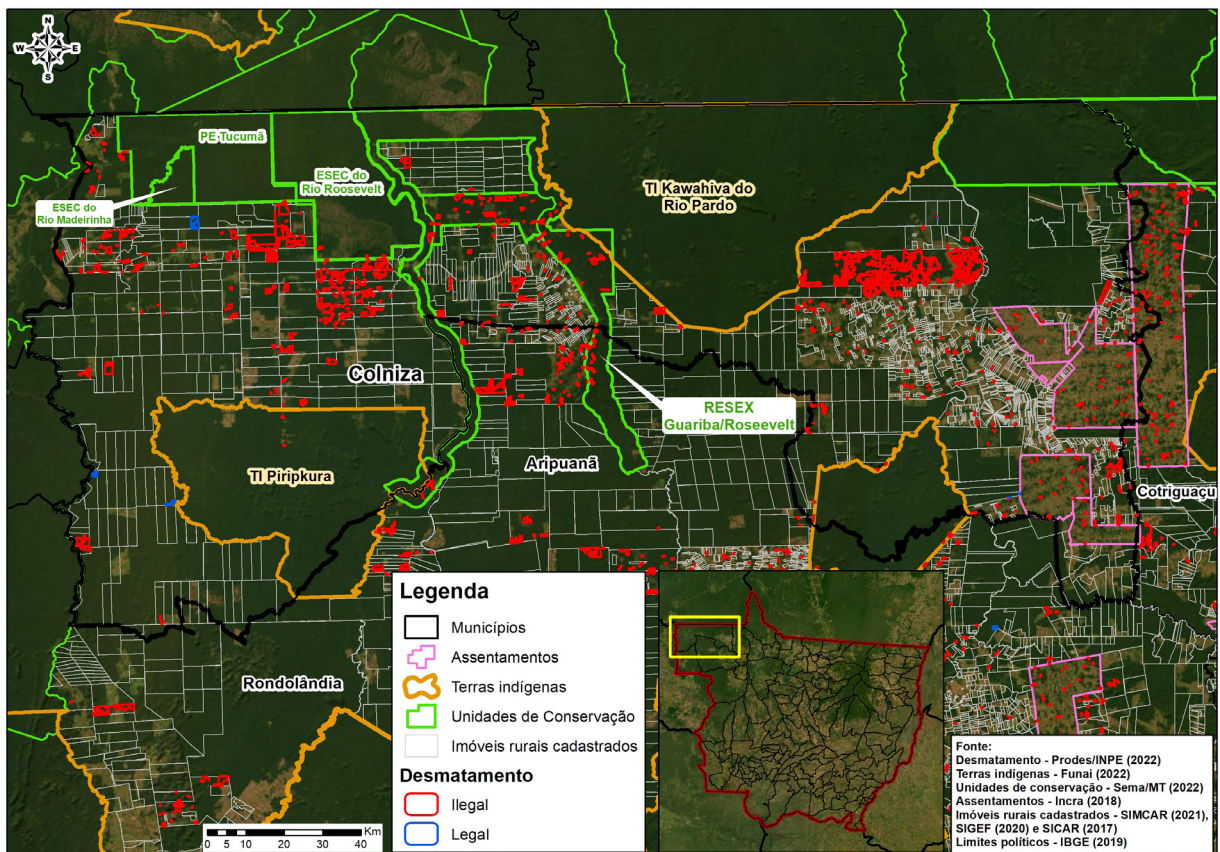 N
W E
S
PE Tucumã
ESEC do
Rio Roosevelt
ESEC do
Rio Madeirinha
TI Kawahiva do
Rio Pardo
Colniza
RESEX
Guariba/Roseevelt
TI Piripkura
Aripuanã
Cotriguaçu
Rondolândia
Legenda
Municípios
Assentamentos
Terras indígenas
Unidades de Conservação
Imóveis rurais cadastrados
Desmatamento
Ilegal
Legal
Km
0 5 10 20 30 40
Fonte:
Desmatamento - Prodes/INPE (2022)
Terras indígenas - Funai (2022)
Unidades de conservação - Sema/MT (2022)
Assentamentos - Incra (2018)
Imóveis rurais cadastrados - SIMCAR (2021),
SIGEF (2020) e SICAR (2017)
Limites políticos - IBGE (2019)